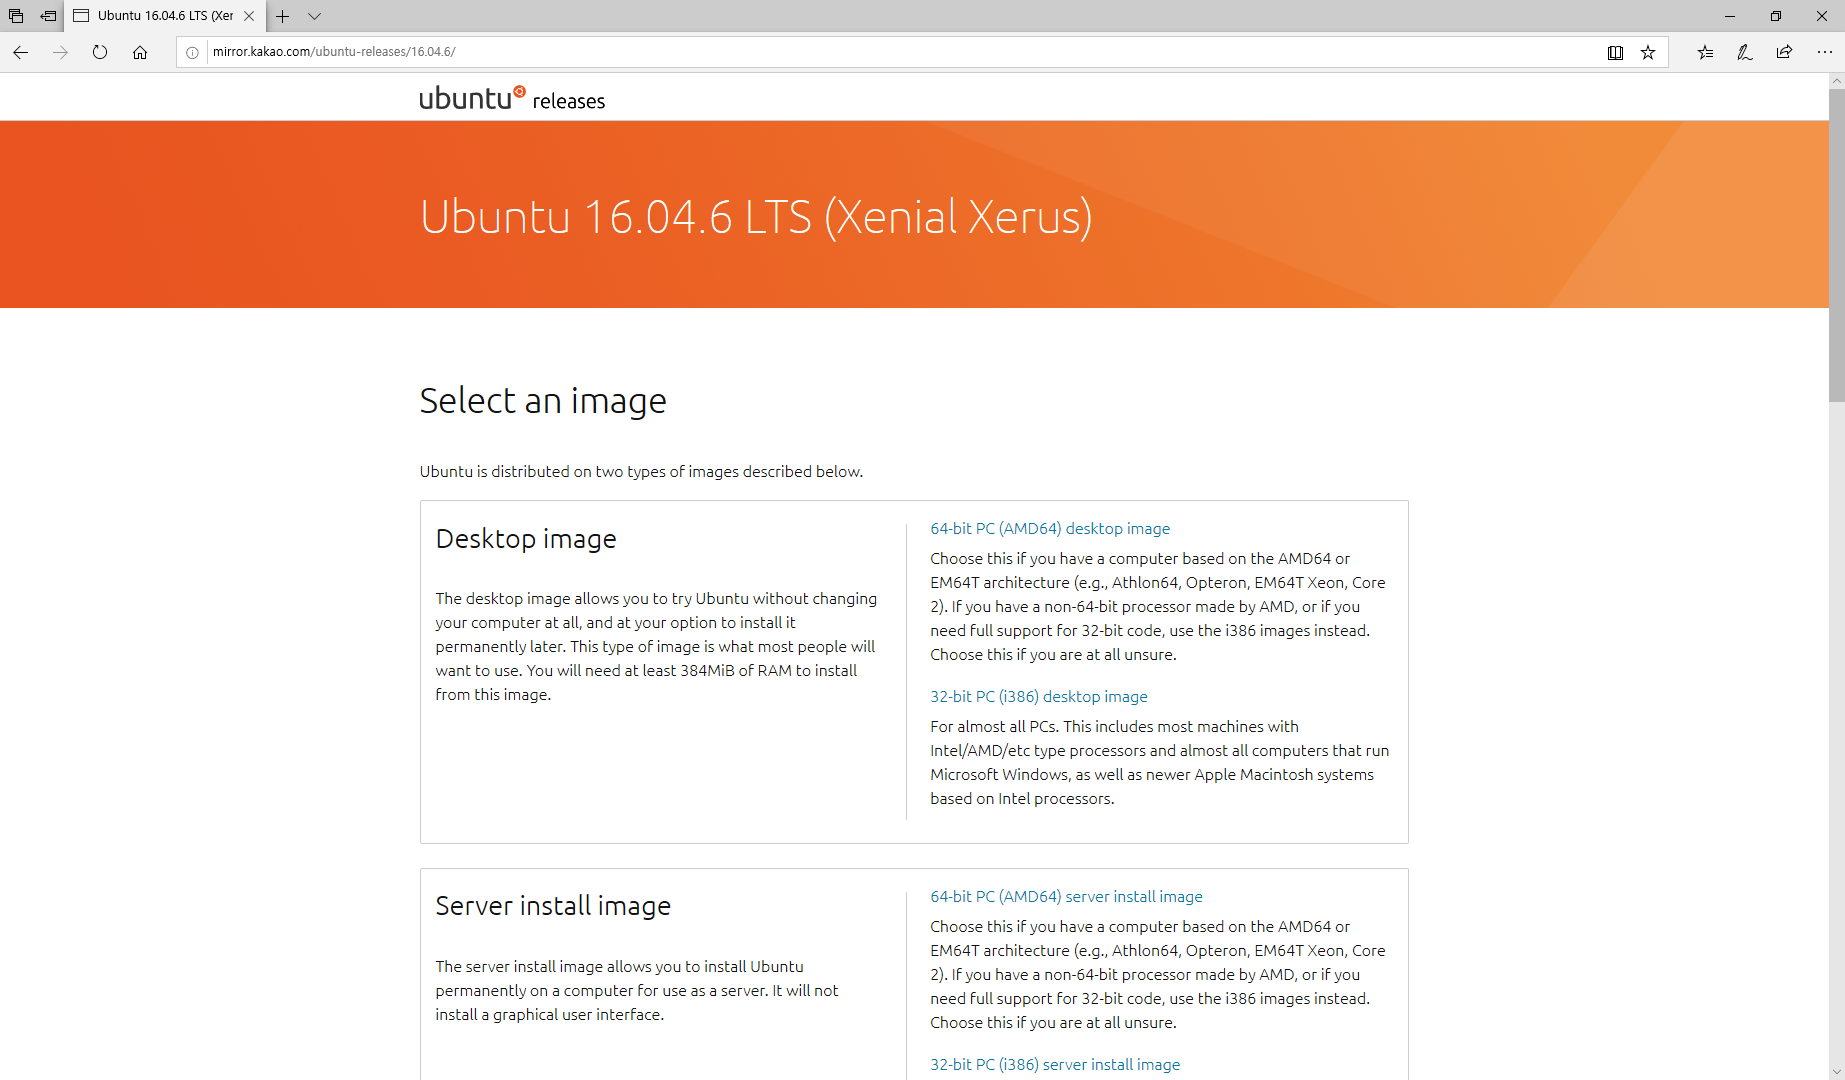 Ubuntu 16.04.6 LTS (Xer
mirror.kakao.com/ubuntu-releases/16.04.6/
ubuntu releases
Ubuntu 16.04.6 LTS (Xenial Xerus)
Select an image
Ubuntu is distributed on two types of images described below.
Desktop image
The desktop image allows you to try Ubuntu without changing
your computer at all, and at your option to install it
permanently later. This type of image is what most people will
want to use. You will need at least 384MiB of RAM to install
from this image.
64-bit PC (AMD64) desktop image
Choose this if you have a computer based on the AMD64 or
EM64T architecture (e.g., Athlon64, Opteron, EM64T Xeon, Core
2). If you have a non-64-bit processor made by AMD, or if you
need full support for 32-bit code, use the i386 images instead.
Choose this if you are at all unsure.
32-bit PC (i386) desktop image
For almost all PCs. This includes most machines with
Intel/AMD/etc type processors and almost all computers that run
Microsoft Windows, as well as newer Apple Macintosh systems
based on Intel processors.
Server install image
The server install image allows you to install Ubuntu
permanently on a computer for use as a server. It will not
install a graphical user interface.
64-bit PC (AMD64) server install image
Choose this if you have a computer based on the AMD64 or
EM64T architecture (e.g., Athlon64, Opteron, EM64T Xeon, Core
2). If you have a non-64-bit processor made by AMD, or if you
need full support for 32-bit code, use the i386 images instead.
Choose this if you are at all unsure.
32-bit PC (i386) server install image